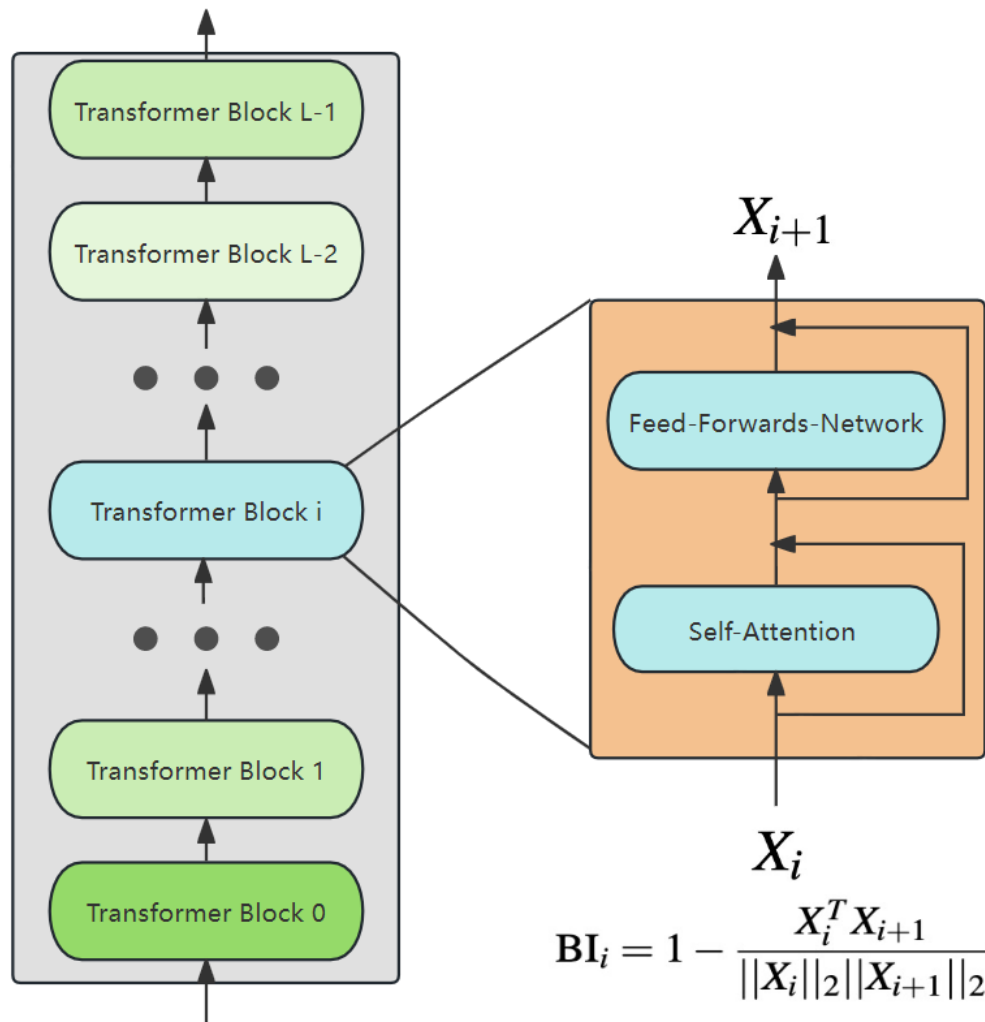 Transformer Block L-1
Transformer Block L-2
Transformer Block i
Transformer Block 1
Transformer Block 0
X_{i+1}
Feed-Forwards-Network
Self-Attention
X_i
BI_i = 1 - \frac{X_i^T X_{i+1}}{||X_i||_2||X_{i+1}||_2}